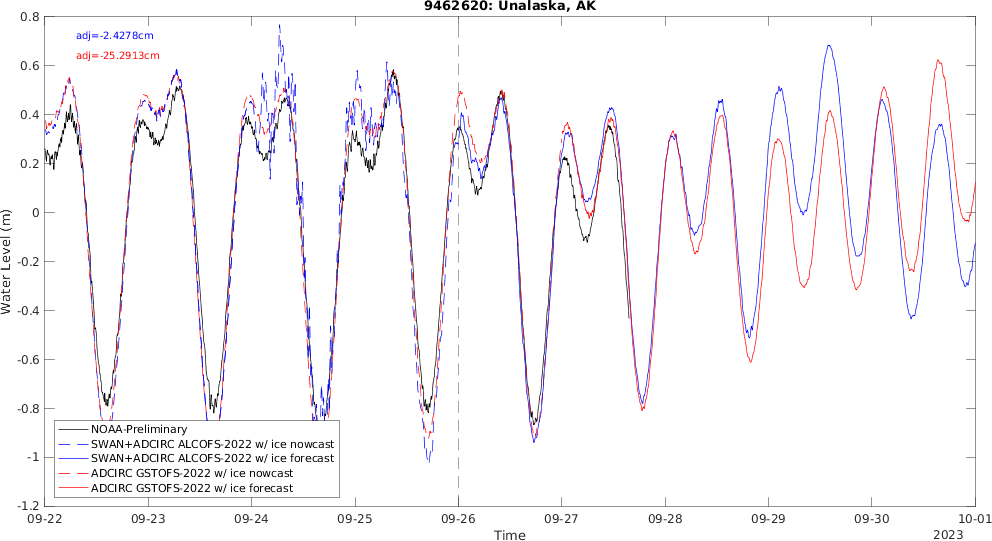 9462620: Unalaska, AK
0.8
adj=-2.4278cm
adj=-25.2913cm
0.6
0.4
0.2
0
-0.2
-0.4
-0.6
-0.8
-1
-1.2
Water Level (m)
NOAA-Preliminary
SWAN+ADCIRC ALCOFS-2022 w/ ice nowcast
SWAN+ADCIRC ALCOFS-2022 w/ ice forecast
ADCIRC GSTOFS-2022 w/ ice nowcast
ADCIRC GSTOFS-2022 w/ ice forecast
09-22 09-23 09-24 09-25 09-26 09-27 09-28 09-29 09-30 10-01
Time
2023